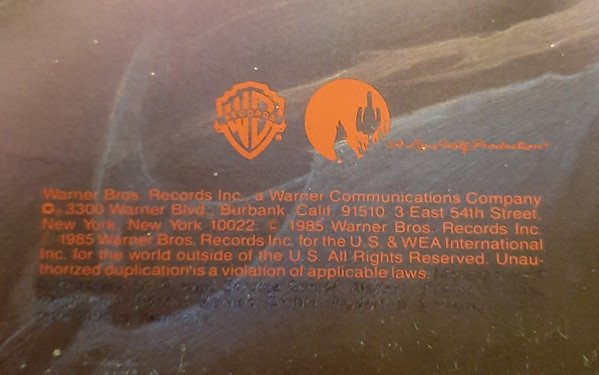 WB
RECORDS
A Lone Wolf Production
Warner Bros. Records Inc., a Warner Communications Company
3300 Warner Blvd., Burbank, Calif. 91510. 3 East 54th Street,
New York, New York 10022. © 1985 Warner Bros. Records Inc.
1985 Warner Bros. Records Inc. for the U.S. & WEA International
Inc. for the world outside of the U.S. All Rights Reserved. Unau-
thorized duplication is a violation of applicable laws.